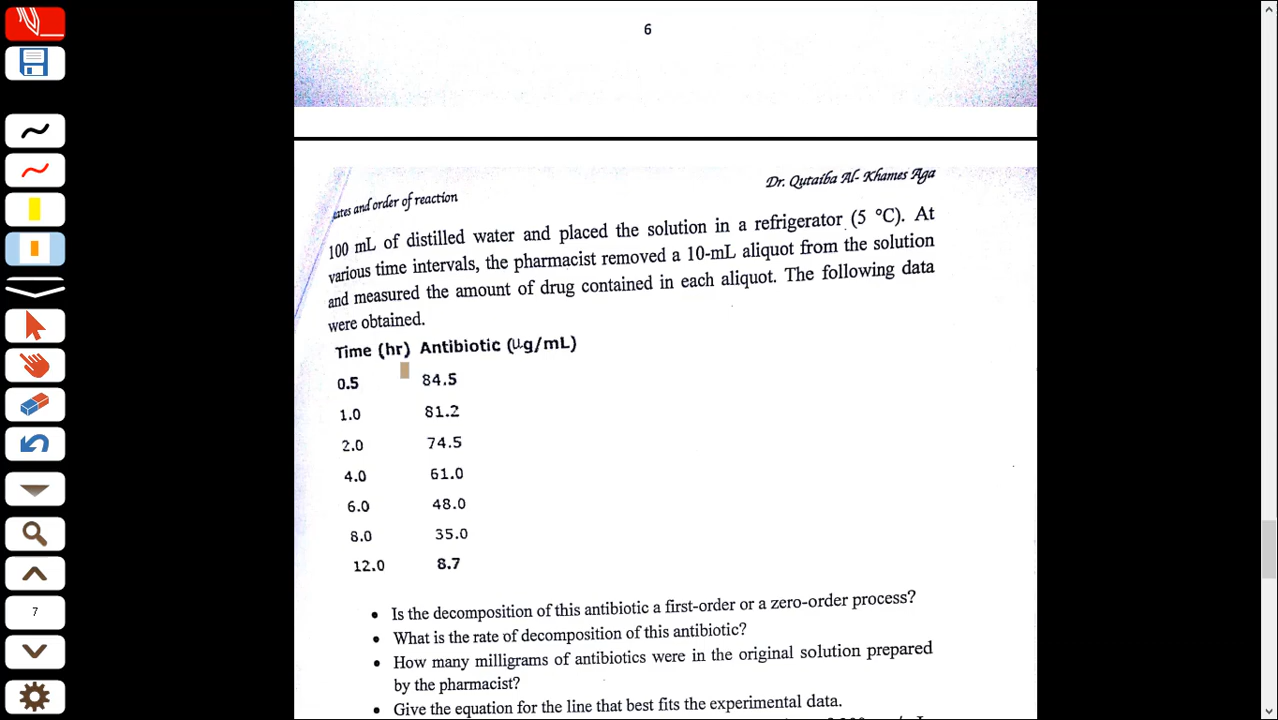 6
Dr. Qutaiba Al- Khames Aga
ates and order of reaction
100 mL of distilled water and placed the solution in a refrigerator (5 °C). At
various time intervals, the pharmacist removed a 10-mL aliquot from the solution
and measured the amount of drug contained in each aliquot. The following data
were obtained.
Time (hr) Antibiotic (µg/mL)
0.5 84.5
1.0 81.2
2.0 74.5
4.0 61.0
6.0 48.0
8.0 35.0
12.0 8.7
• Is the decomposition of this antibiotic a first-order or a zero-order process?
• What is the rate of decomposition of this antibiotic?
• How many milligrams of antibiotics were in the original solution prepared
by the pharmacist?
• Give the equation for the line that best fits the experimental data.
7